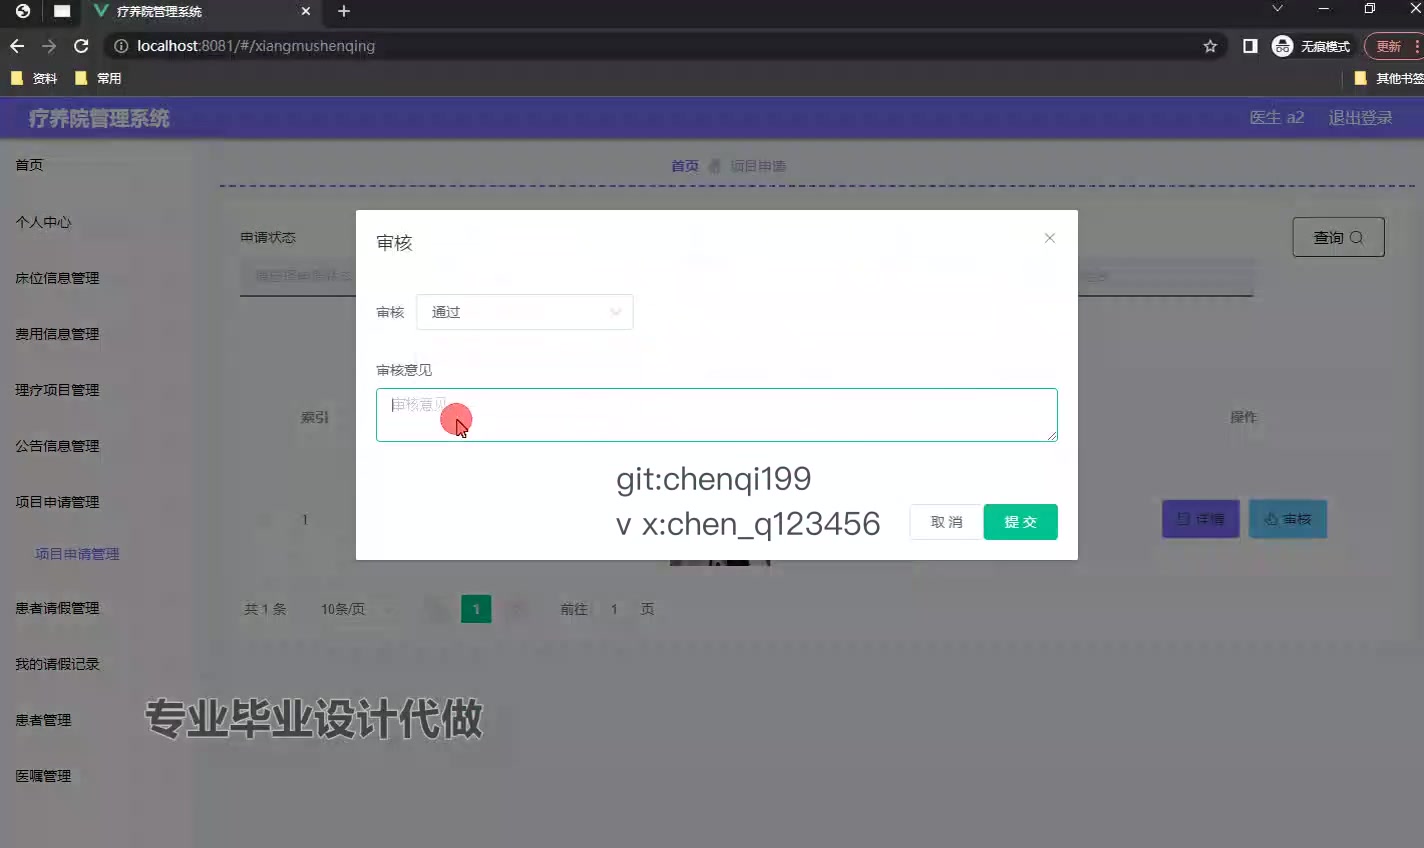 疗养院管理系统
localhost:8081/#/xiangmushenqing
无痕模式
更新
资料
常用
其他书签
疗养院管理系统
医生 a2
退出登录
首页
个人中心
床位信息管理
费用信息管理
理疗项目管理
公告信息管理
项目申请管理
项目申请管理
患者请假管理
我的请假记录
患者管理
医嘱管理
首页
项目申请
申请状态
查询
索引
操作
1
详情
审核
共 1 条
10条/页
1
前往
1
页
审核
审核
通过
审核意见
审核意见
git:chenqi199
v x:chen_q123456
取 消
提 交
专业毕业设计代做